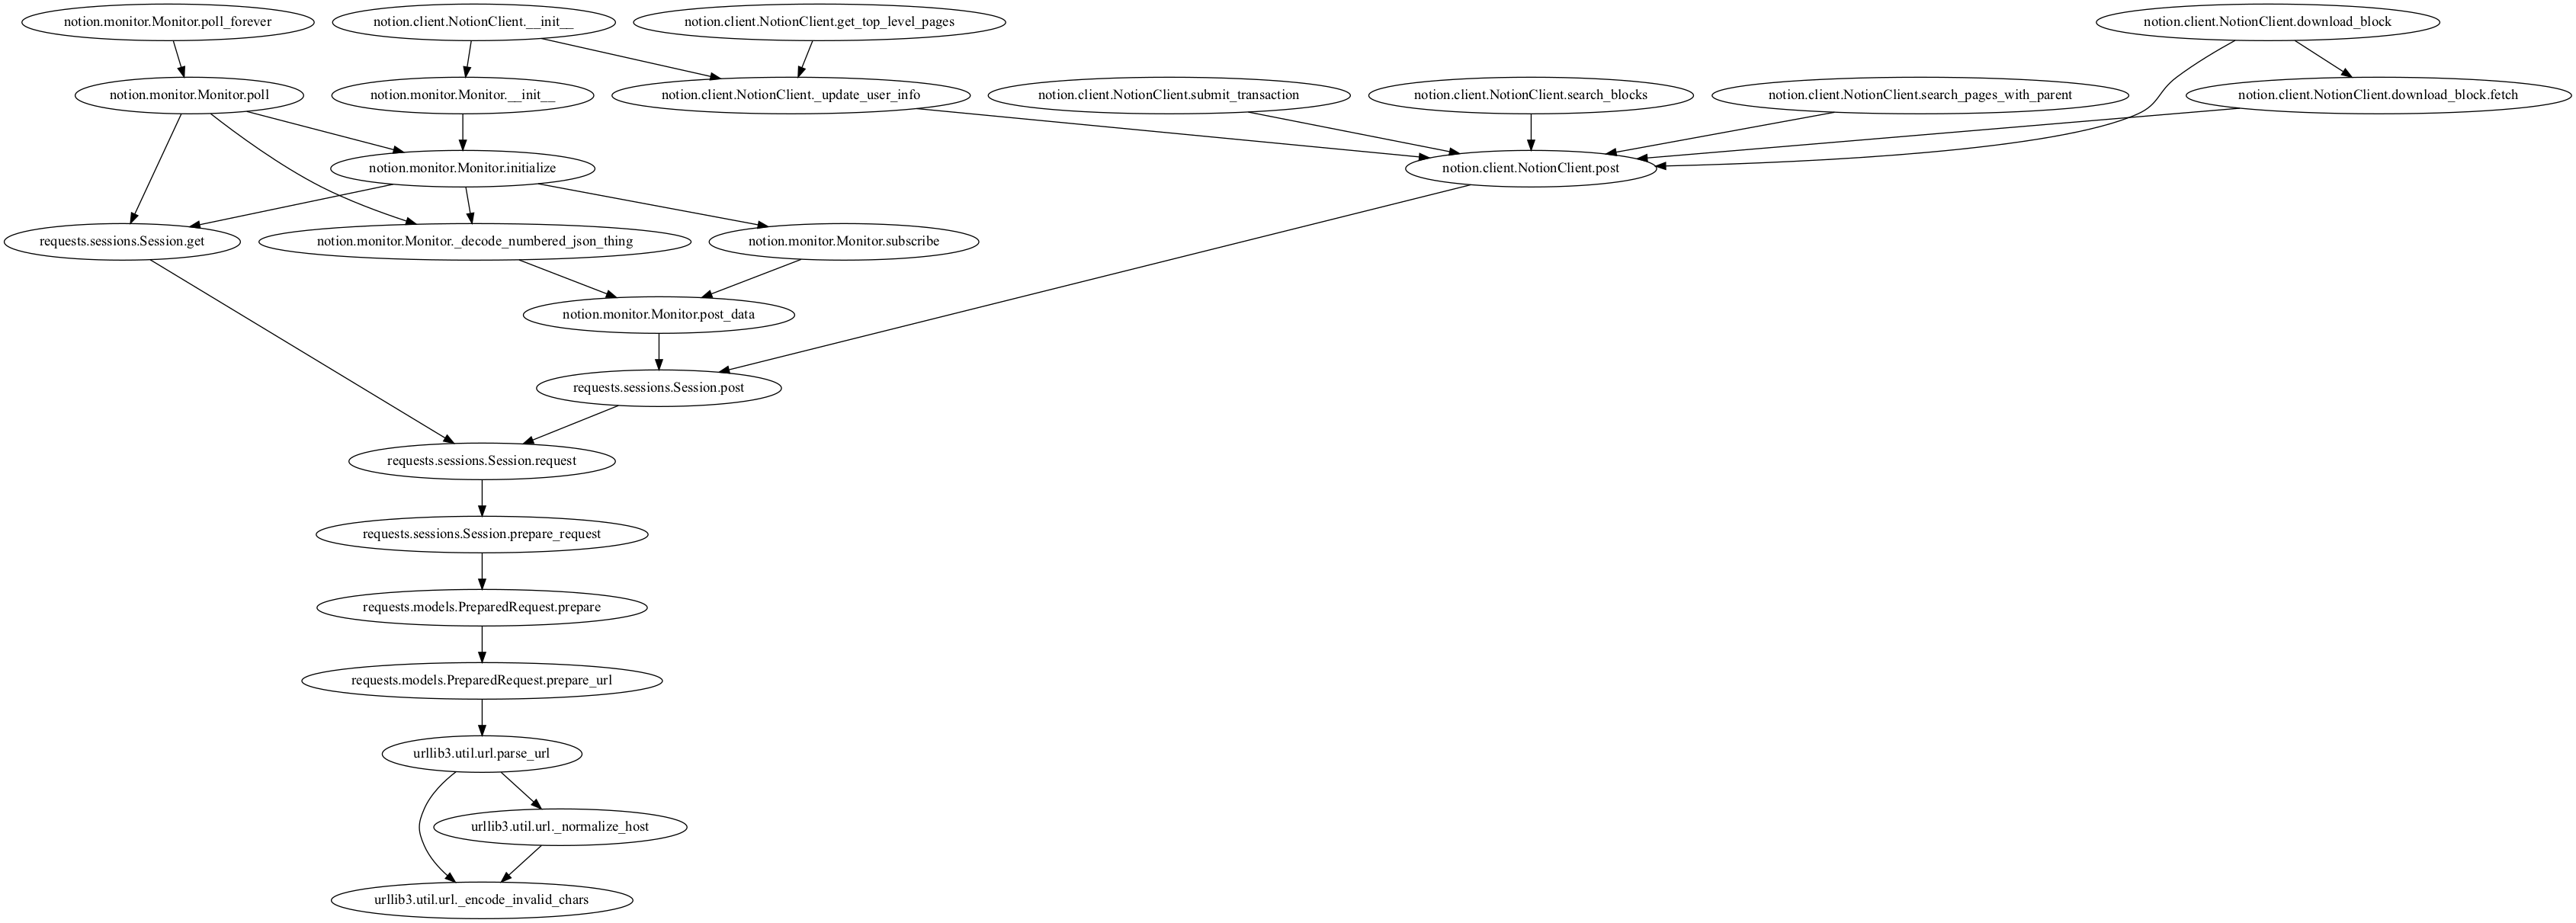 notion.monitor.Monitor.poll_forever
notion.client.NotionClient.__init__
notion.client.NotionClient.get_top_level_pages
notion.client.NotionClient.download_block
notion.monitor.Monitor.poll
notion.monitor.Monitor.__init__
notion.client.NotionClient._update_user_info
notion.client.NotionClient.submit_transaction
notion.client.NotionClient.search_blocks
notion.client.NotionClient.search_pages_with_parent
notion.client.NotionClient.download_block.fetch
notion.monitor.Monitor.initialize
notion.client.NotionClient.post
requests.sessions.Session.get
notion.monitor.Monitor._decode_numbered_json_thing
notion.monitor.Monitor.subscribe
notion.monitor.Monitor.post_data
requests.sessions.Session.post
requests.sessions.Session.request
requests.sessions.Session.prepare_request
requests.models.PreparedRequest.prepare
requests.models.PreparedRequest.prepare_url
urllib3.util.url.parse_url
urllib3.util.url._normalize_host
urllib3.util.url._encode_invalid_chars